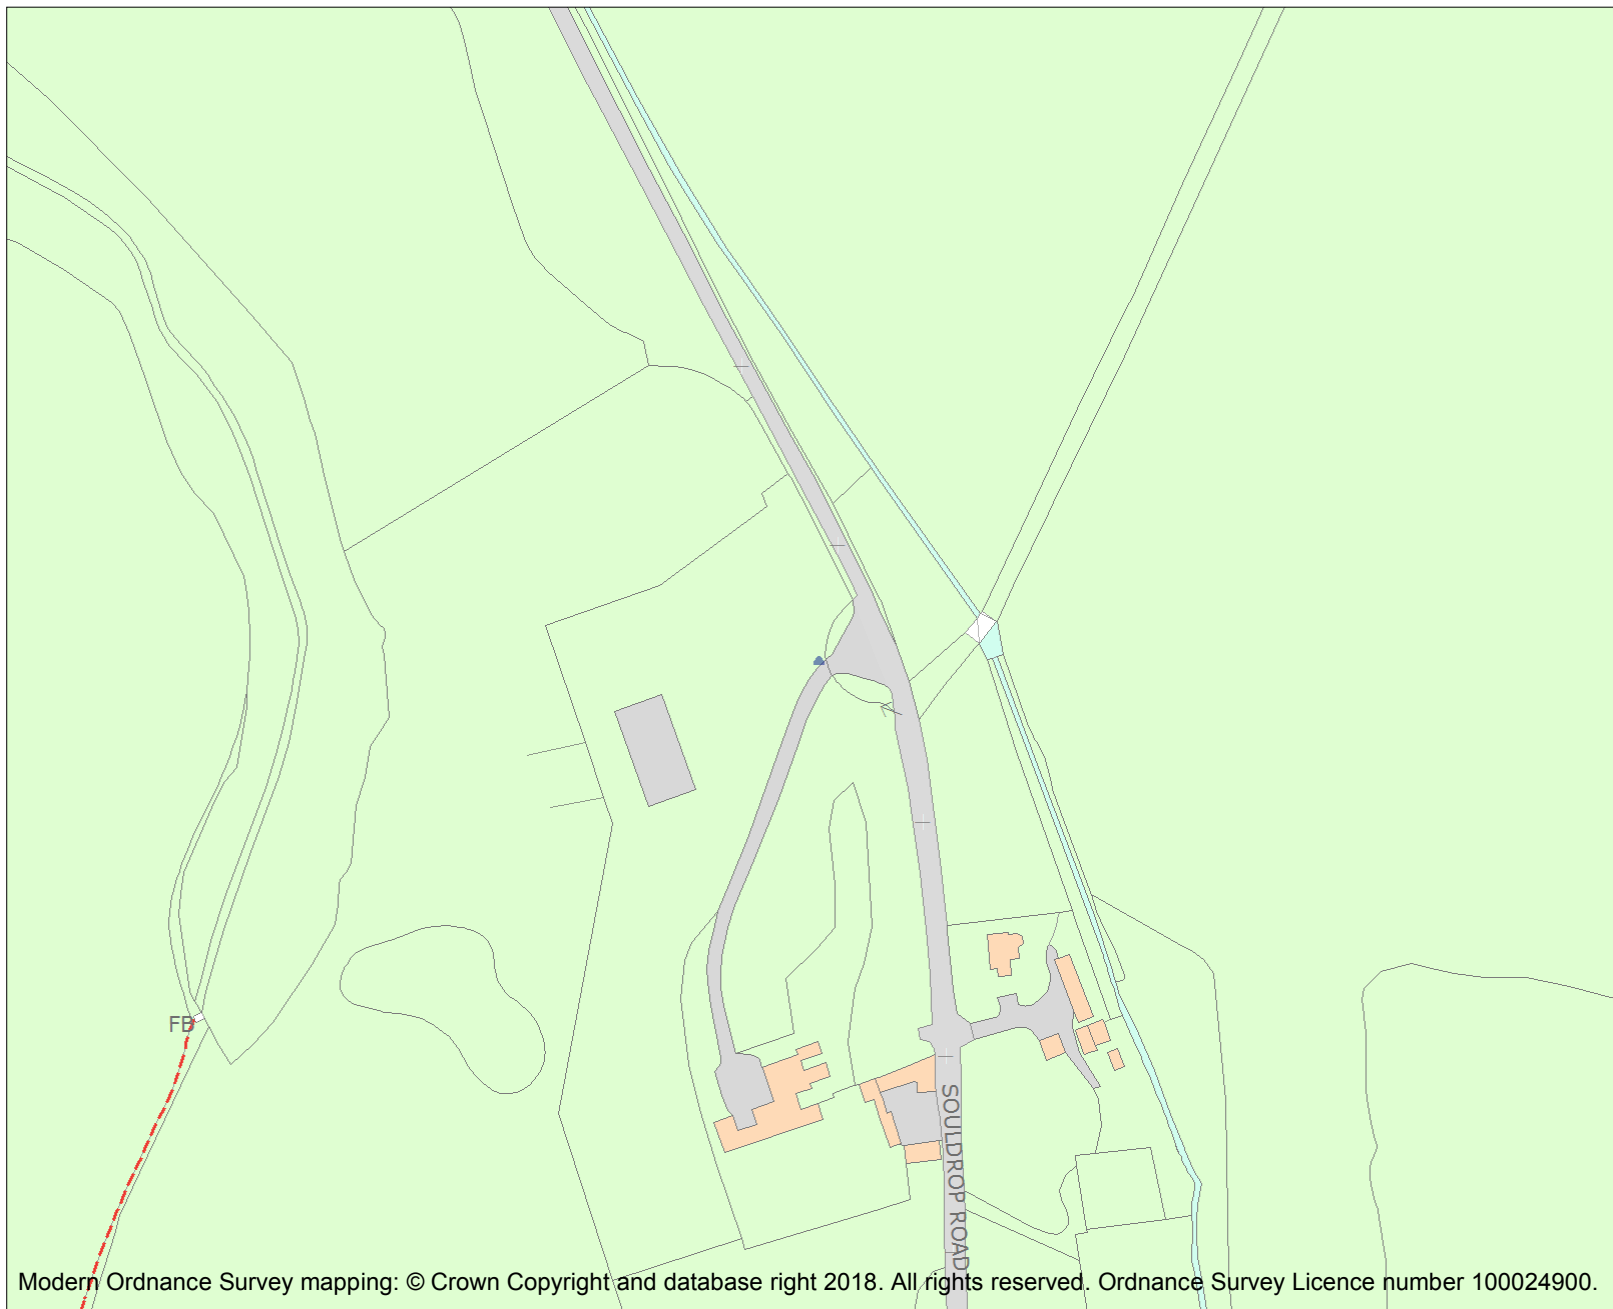 FB
SOULDROP ROAD
Modern Ordnance Survey mapping: © Crown Copyright and database right 2018. All rights reserved. Ordnance Survey Licence number 100024900.